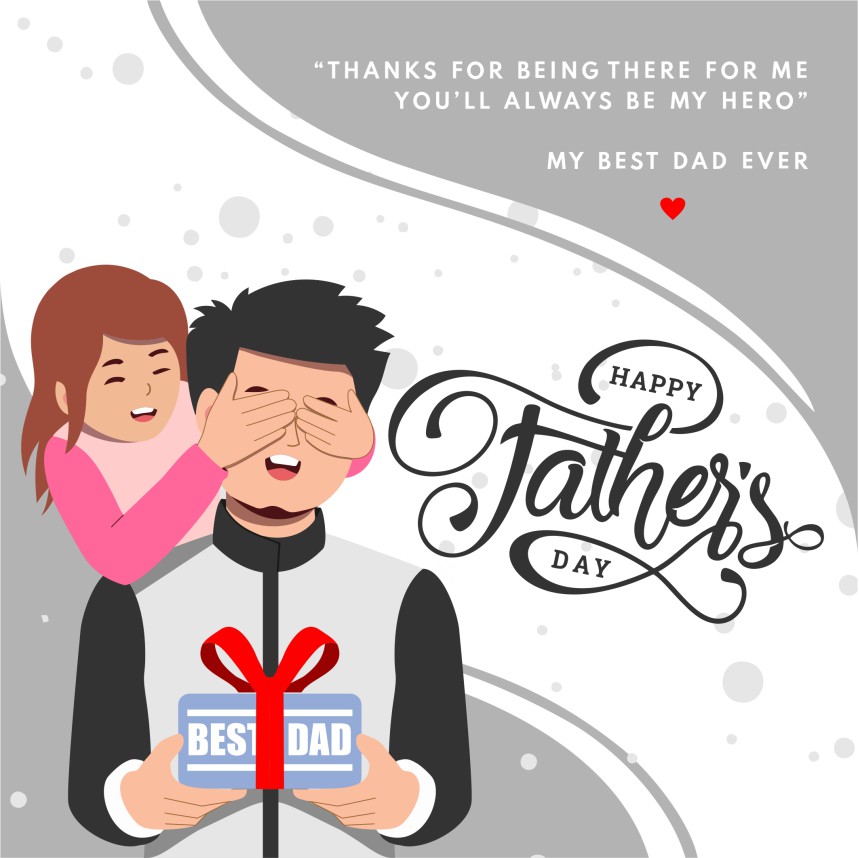 “THANKS FOR BEING THERE FOR ME
YOU’LL ALWAYS BE MY HERO”
MY BEST DAD EVER
HAPPY
Father's
DAY
BEST DAD